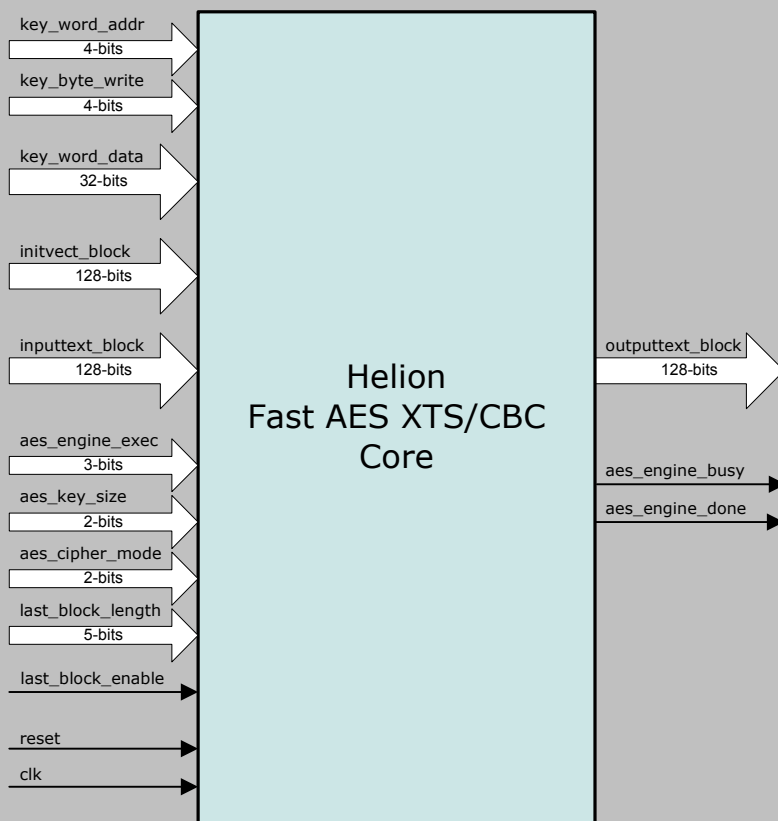 key_word_addr
4-bits
key_byte_write
4-bits
key_word_data
32-bits
initvect_block
128-bits
inputtext_block
128-bits
aes_engine_exec
3-bits
aes_key_size
2-bits
aes_cipher_mode
2-bits
last_block_length
5-bits
last_block_enable
reset
clk
Helion
Fast AES XTS/CBC
Core
outputtext_block
128-bits
aes_engine_busy
aes_engine_done